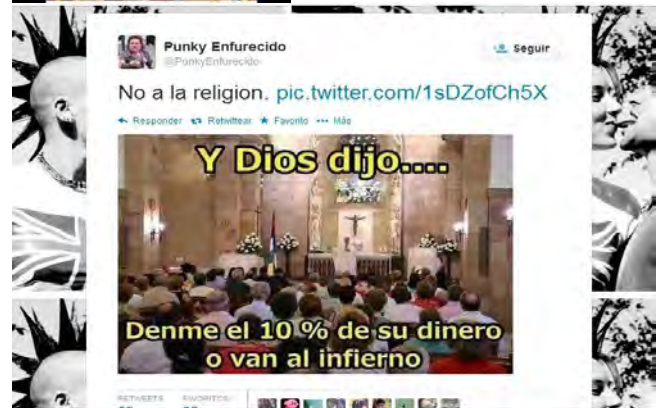 Punky Enfurecido
Seguir
@PunkyEnfurecido
No a la religion. pic.twitter.com/1sDZofCh5X
Responder Retwittear Favorito Más
Y Dios dijo....
Denme el 10 % de su dinero
o van al infierno
RETWEETS FAVORITOS